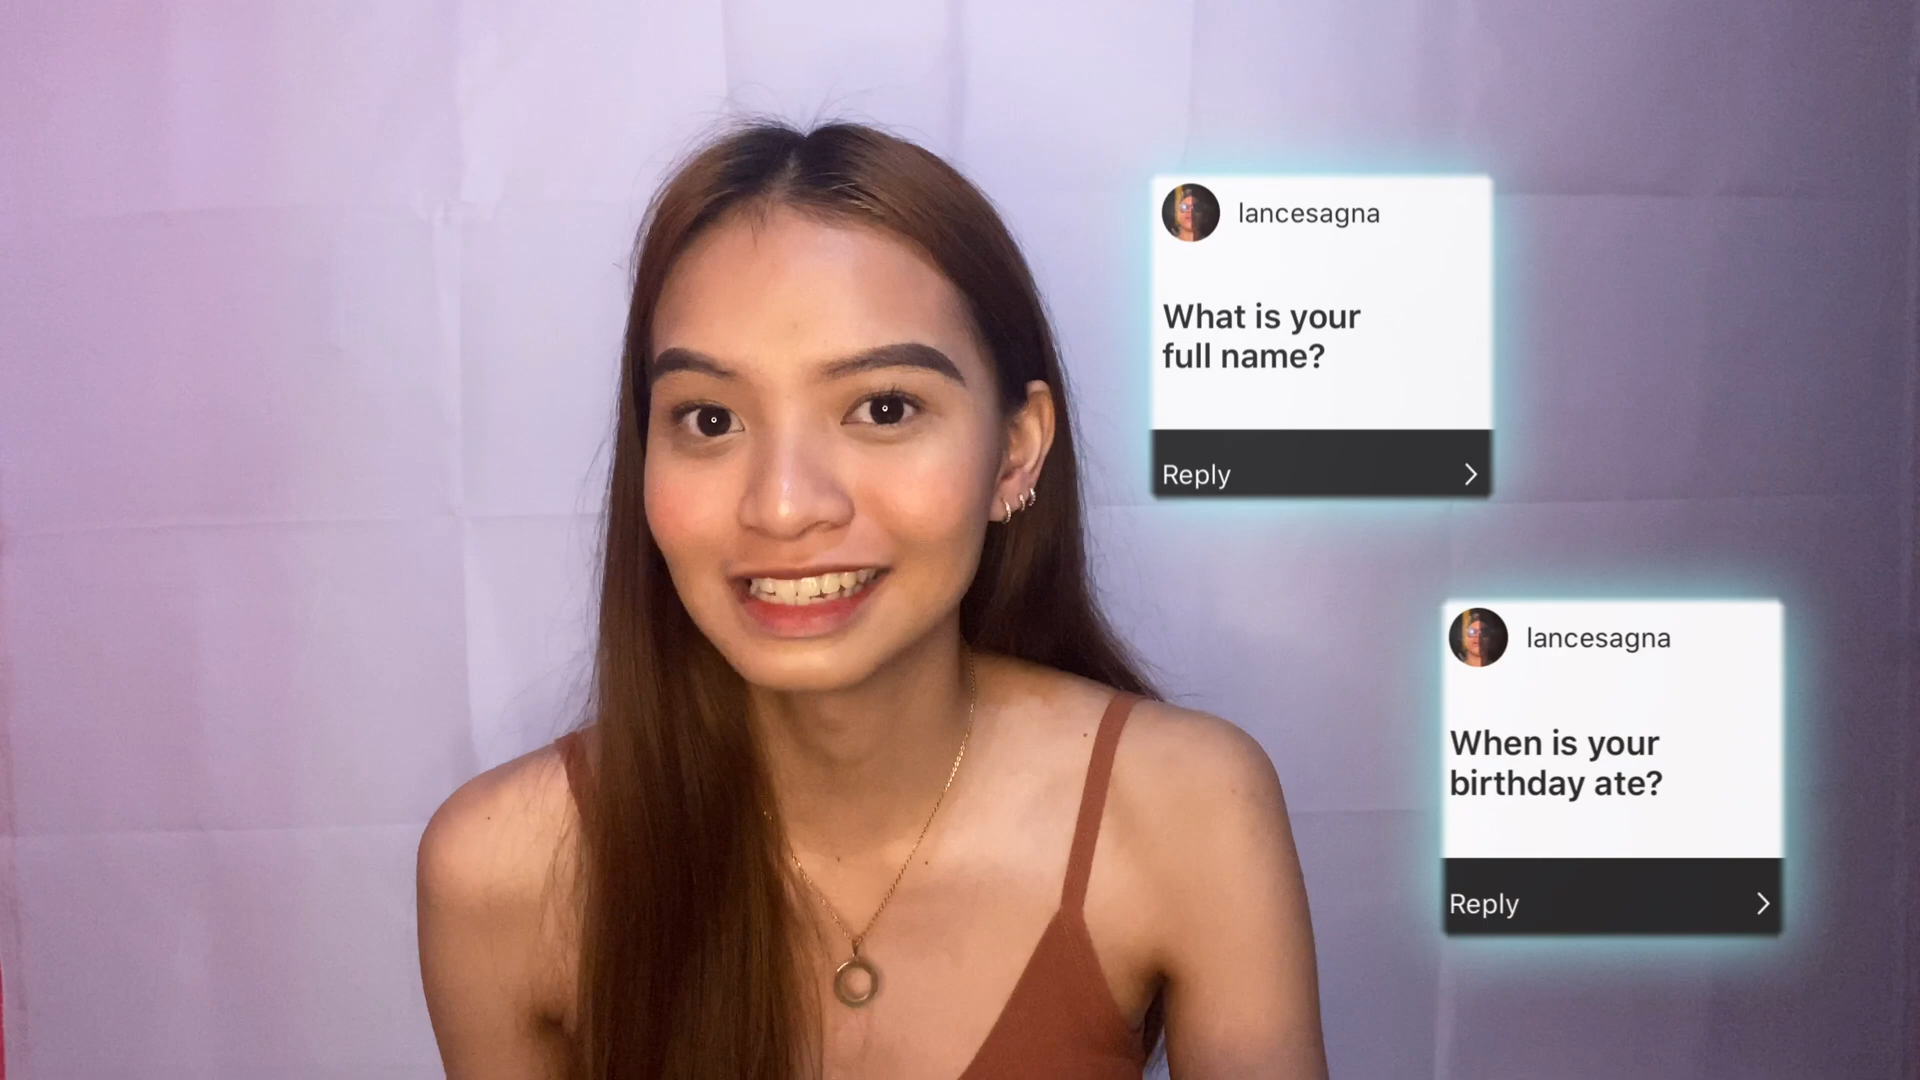 lancesagna
What is your
full name?
Reply
lancesagna
When is your
birthday ate?
Reply